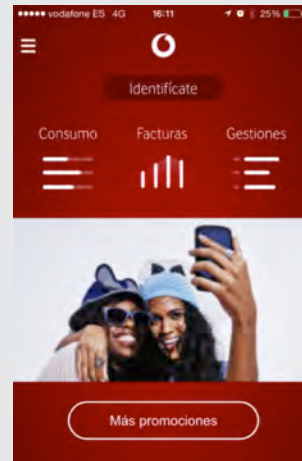 vodafone ES 4G 16:11 25%
Identifícate
Consumo Facturas Gestiones
Más promociones